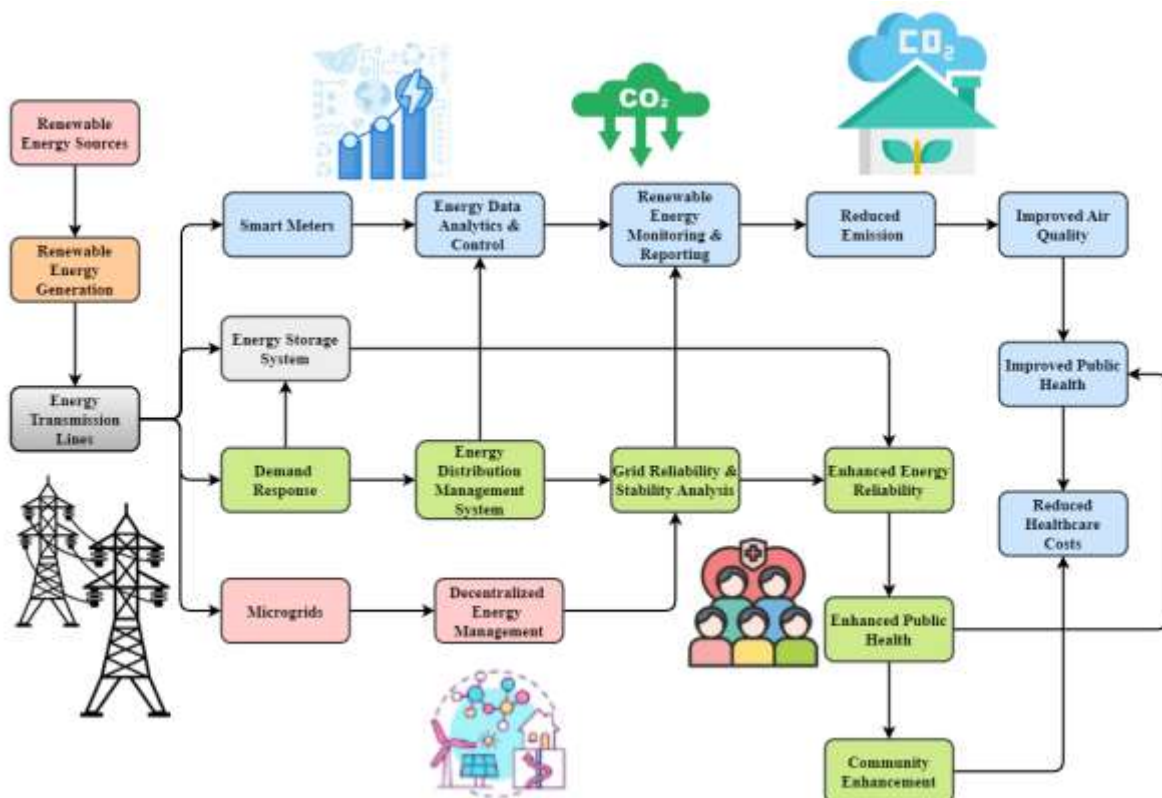 CO₂
CO₂
Renewable
Energy Sources
Smart Meters
Energy Data
Analytics &
Control
Renewable
Energy
Monitoring &
Reporting
Reduced
Emission
Improved Air
Quality
Renewable
Energy
Generation
Energy Storage
System
Improved Public
Health
Energy
Transmission
Lines
Demand
Response
Energy
Distribution
Management
System
Grid Reliability &
Stability Analysis
Enhanced Energy
Reliability
Reduced
Healthcare
Costs
Microgrids
Decentralized
Energy
Management
Enhanced Public
Health
Community
Enhancement